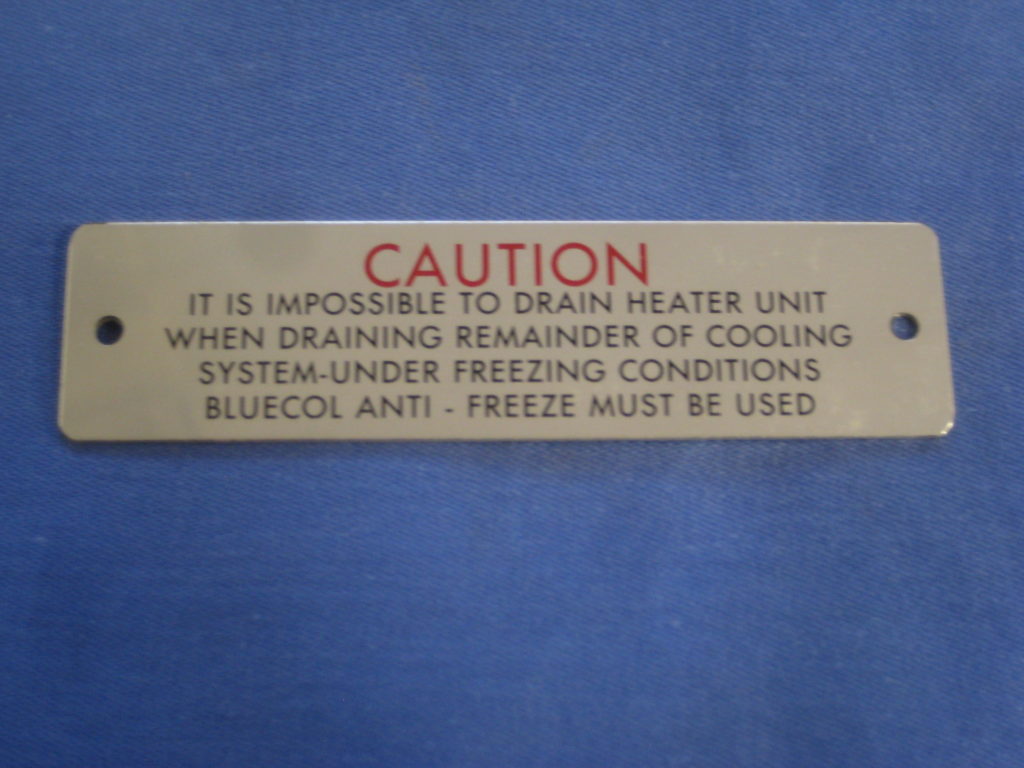 CAUTION
IT IS IMPOSSIBLE TO DRAIN HEATER UNIT
WHEN DRAINING REMAINDER OF COOLING
SYSTEM-UNDER FREEZING CONDITIONS
BLUECOL ANTI - FREEZE MUST BE USED